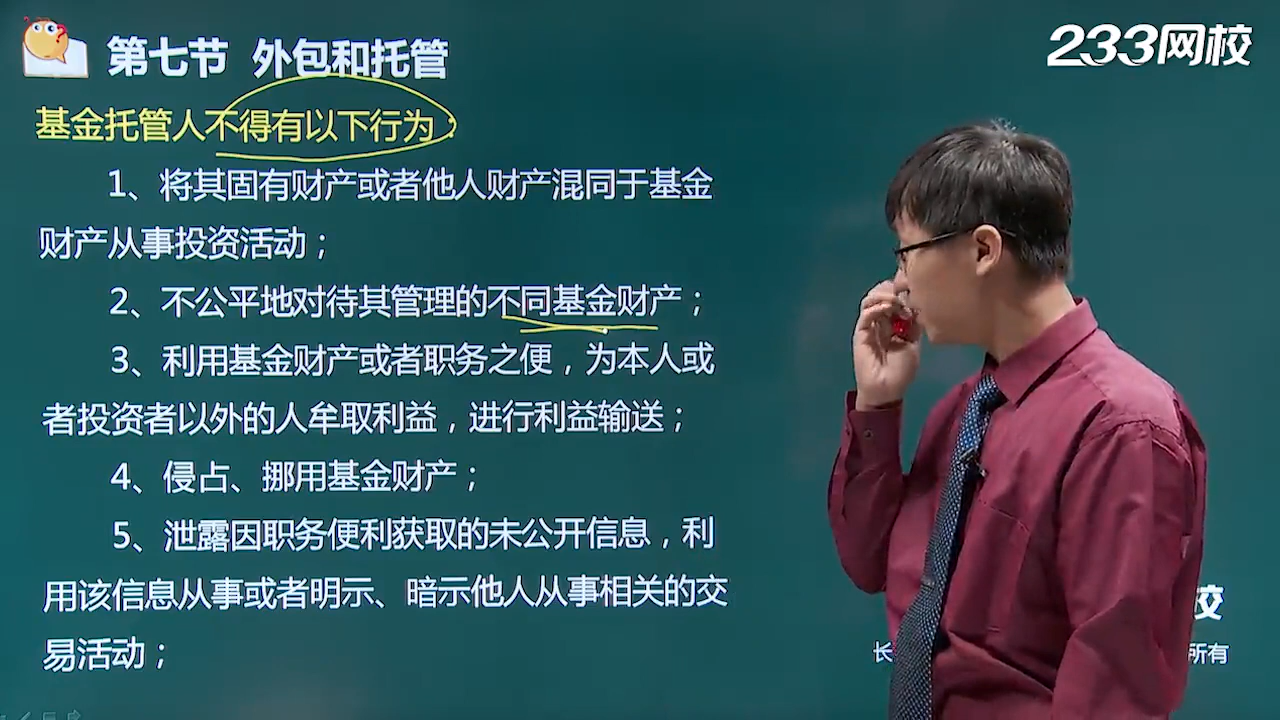 第七节 外包和托管
233网校
基金托管人不得有以下行为：
1、将其固有财产或者他人财产混同于基金
财产从事投资活动；
2、不公平地对待其管理的不同基金财产；
3、利用基金财产或者职务之便，为本人或
者投资者以外的人牟取利益，进行利益输送；
4、侵占、挪用基金财产；
5、泄露因职务便利获取的未公开信息，利
用该信息从事或者明示、暗示他人从事相关的交
易活动；
校
长
所有